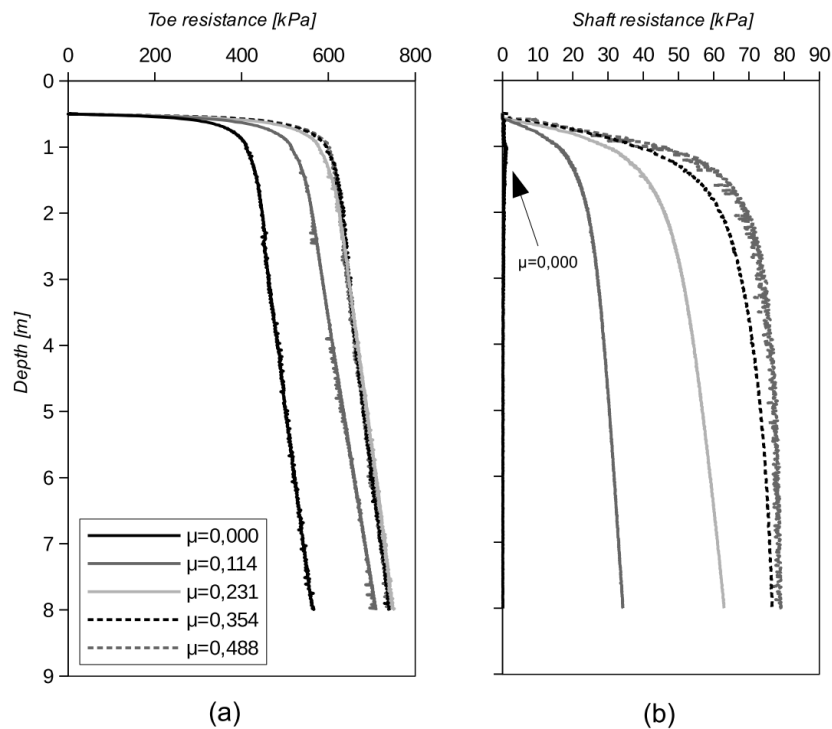 Toe resistance [kPa]
0 200 400 600 800
0
1
2
3
4
5
6
7
8
9
Depth [m]
μ=0,000
μ=0,114
μ=0,231
μ=0,354
μ=0,488
(a)
Shaft resistance [kPa]
0 10 20 30 40 50 60 70 80 90
μ=0,000
(b)